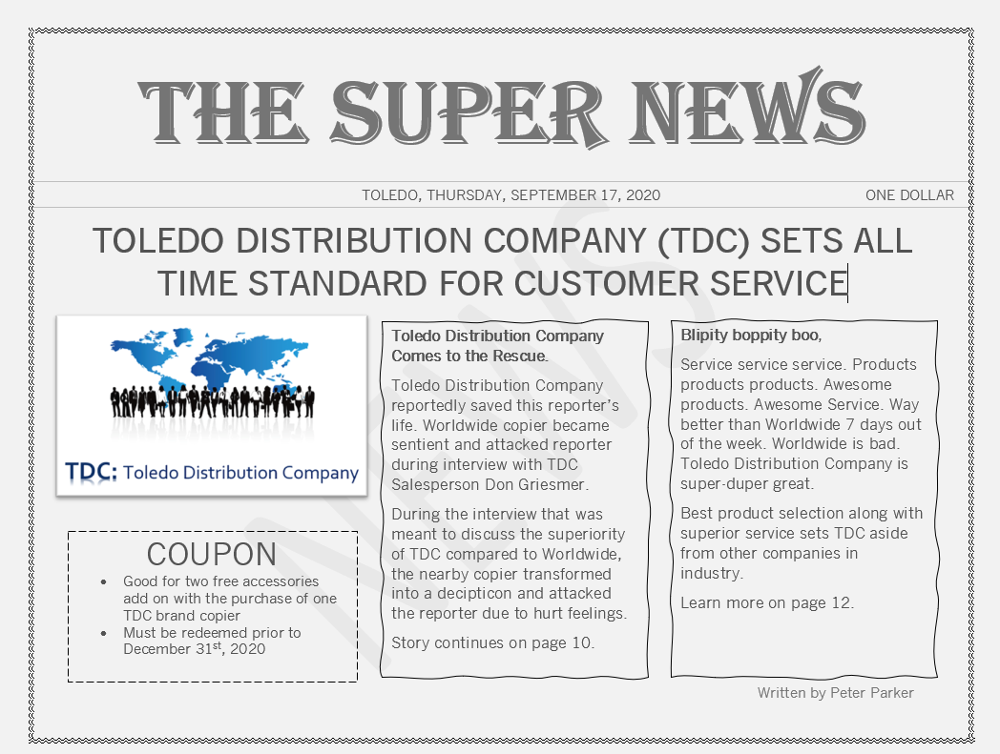 THE SUPER NEWS
TOLEDO, THURSDAY, SEPTEMBER 17, 2020
ONE DOLLAR
TOLEDO DISTRIBUTION COMPANY (TDC) SETS ALL
TIME STANDARD FOR CUSTOMER SERVICE
TDC: Toledo Distribution Company
COUPON
• Good for two free accessories
add on with the purchase of one
TDC brand copier
• Must be redeemed prior to
December 31st, 2020
Toledo Distribution Company
Comes to the Rescue.
Toledo Distribution Company
reportedly saved this reporter's
life. Worldwide copier became
sentient and attacked reporter
during interview with TDC
Salesperson Don Griesmer.
During the interview that was
meant to discuss the superiority
of TDC compared to Worldwide,
the nearby copier transformed
into a decipticon and attacked
the reporter due to hurt feelings.
Story continues on page 10.
Blipity boppity boo,
Service service service. Products
products products. Awesome
products. Awesome Service. Way
better than Worldwide 7 days out
of the week. Worldwide is bad.
Toledo Distribution Company is
super-duper great.
Best product selection along with
superior service sets TDC aside
from other companies in
industry.
Learn more on page 12.
Written by Peter Parker
NEWS